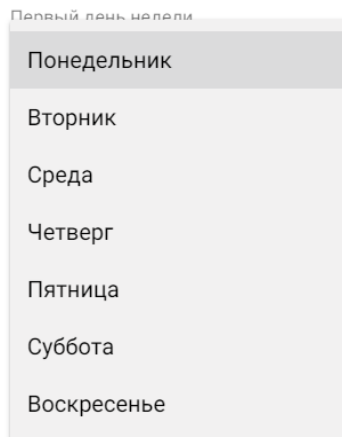 Первый день недели
Понедельник
Вторник
Среда
Четверг
Пятница
Суббота
Воскресенье